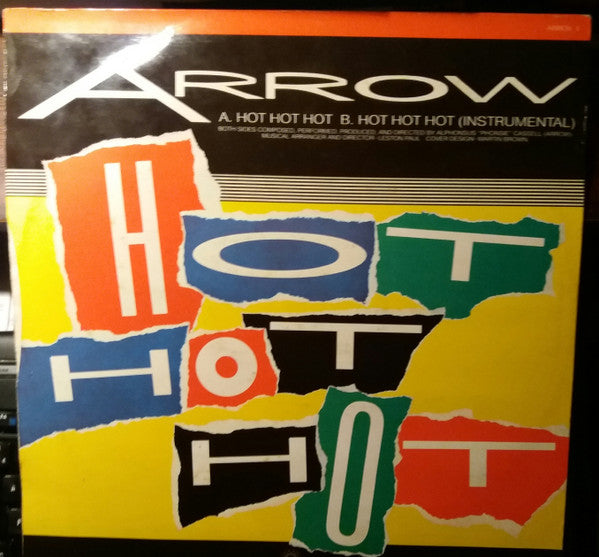 ARROW 1
ARROW
A. HOT HOT HOT B. HOT HOT HOT (INSTRUMENTAL)
BOTH SIDES COMPOSED, PERFORMED, PRODUCED, AND DIRECTED BY ALPHONSUS "PHONSIE" CASSELL (ARROW)
MUSICAL ARRANGER AND DIRECTOR - LESTON PAUL COVER DESIGN - MARTIN BROWN
HOT
HOT
HOT